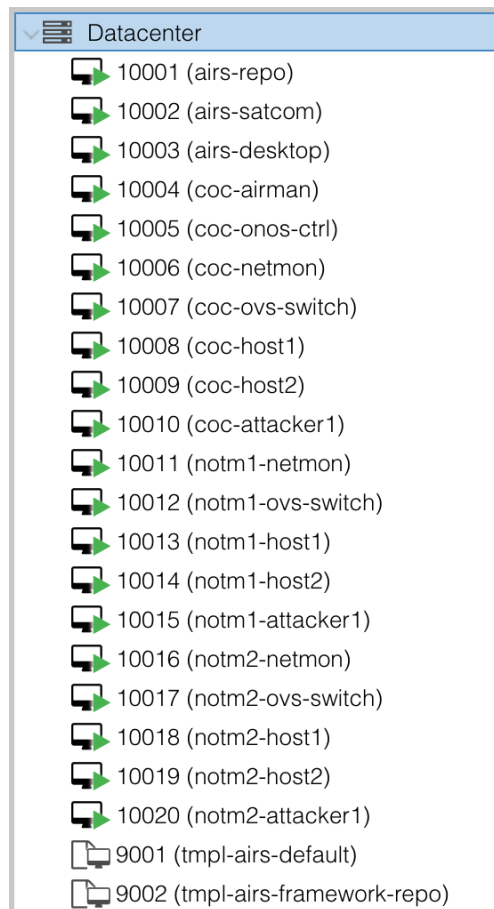 Datacenter
10001 (airs-repo)
10002 (airs-satcom)
10003 (airs-desktop)
10004 (coc-airman)
10005 (coc-onos-ctrl)
10006 (coc-netmon)
10007 (coc-ovs-switch)
10008 (coc-host1)
10009 (coc-host2)
10010 (coc-attacker1)
10011 (notm1-netmon)
10012 (notm1-ovs-switch)
10013 (notm1-host1)
10014 (notm1-host2)
10015 (notm1-attacker1)
10016 (notm2-netmon)
10017 (notm2-ovs-switch)
10018 (notm2-host1)
10019 (notm2-host2)
10020 (notm2-attacker1)
9001 (tmpl-airs-default)
9002 (tmpl-airs-framework-repo)